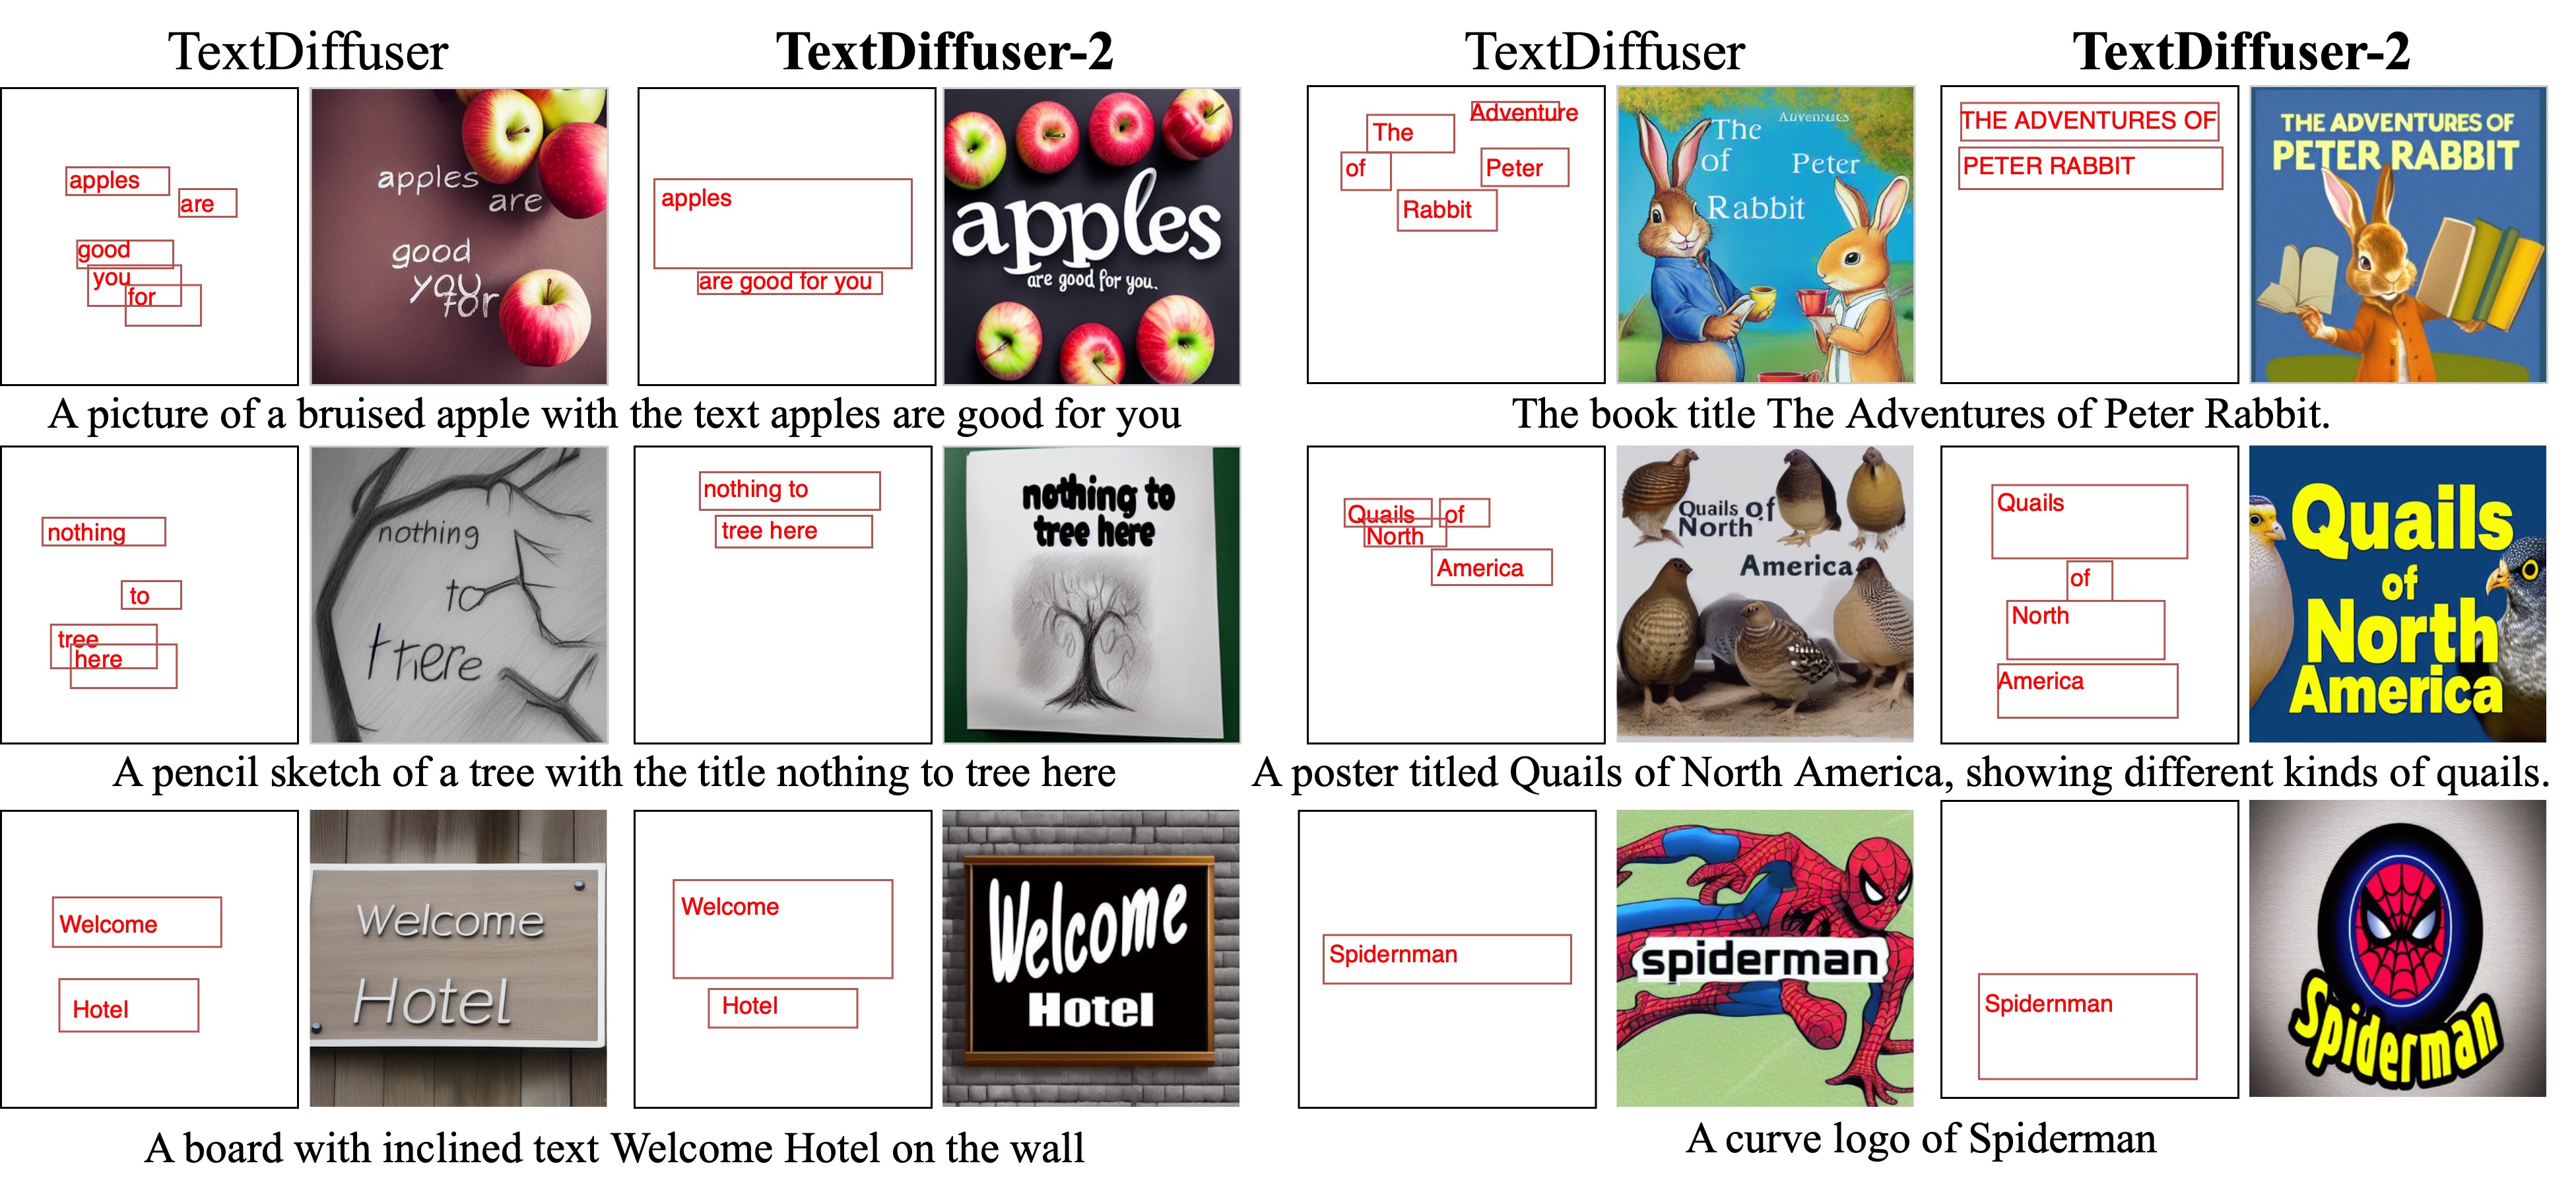 TextDiffuser
TextDiffuser-2
TextDiffuser
TextDiffuser-2
apples
are
good
you
for
apples
are
good
you
for
apples
are good for you
apples
are good for you.
The
Adventure
of
Peter
Rabbit
The
of
Peter
Rabbit
THE ADVENTURES OF
PETER RABBIT
THE ADVENTURES OF
PETER RABBIT
A picture of a bruised apple with the text apples are good for you
The book title The Adventures of Peter Rabbit.
nothing
to
tree
here
nothing
to
nothing to
tree here
nothing to
tree here
Quails of
North
America
Quails of
North
America
Quails
of
North
America
Quails
of
North
America
A pencil sketch of a tree with the title nothing to tree here
A poster titled Quails of North America, showing different kinds of quails.
Welcome
Hotel
Welcome
Hotel
Welcome
Hotel
Welcome
Hotel
Spidernman
spiderman
Spidernman
Spiderman
A board with inclined text Welcome Hotel on the wall
A curve logo of Spiderman